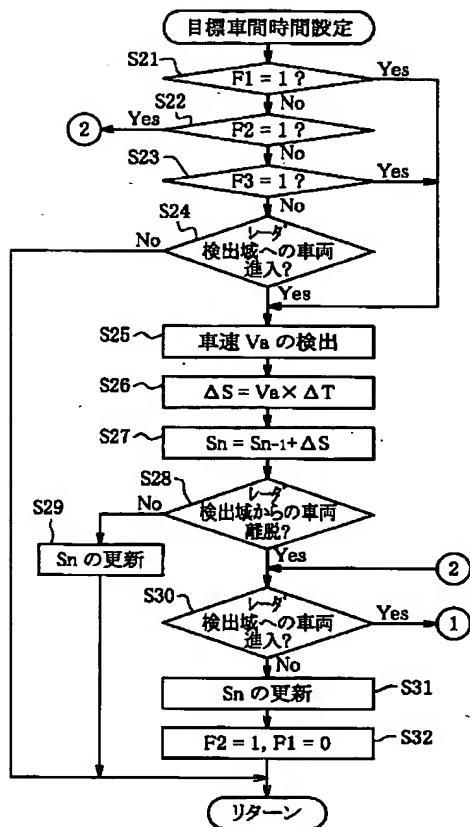 目標車間時間設定
S21
F1 = 1 ?
Yes
No
S22
Yes
F2 = 1 ?
2
No
S23
F3 = 1 ?
Yes
No
S24
No
レーダ
検出域への車両
進入?
Yes
S25
車速 Va の検出
S26
ΔS = Va × ΔT
S27
Sn = Sn-1 + ΔS
S28
No
レーダ
検出域からの車両
離脱?
S29
Sn の更新
Yes
2
S30
レーダ
検出域への車両
進入?
Yes
1
No
Sn の更新
S31
F2 = 1, F1 = 0
S32
リターン